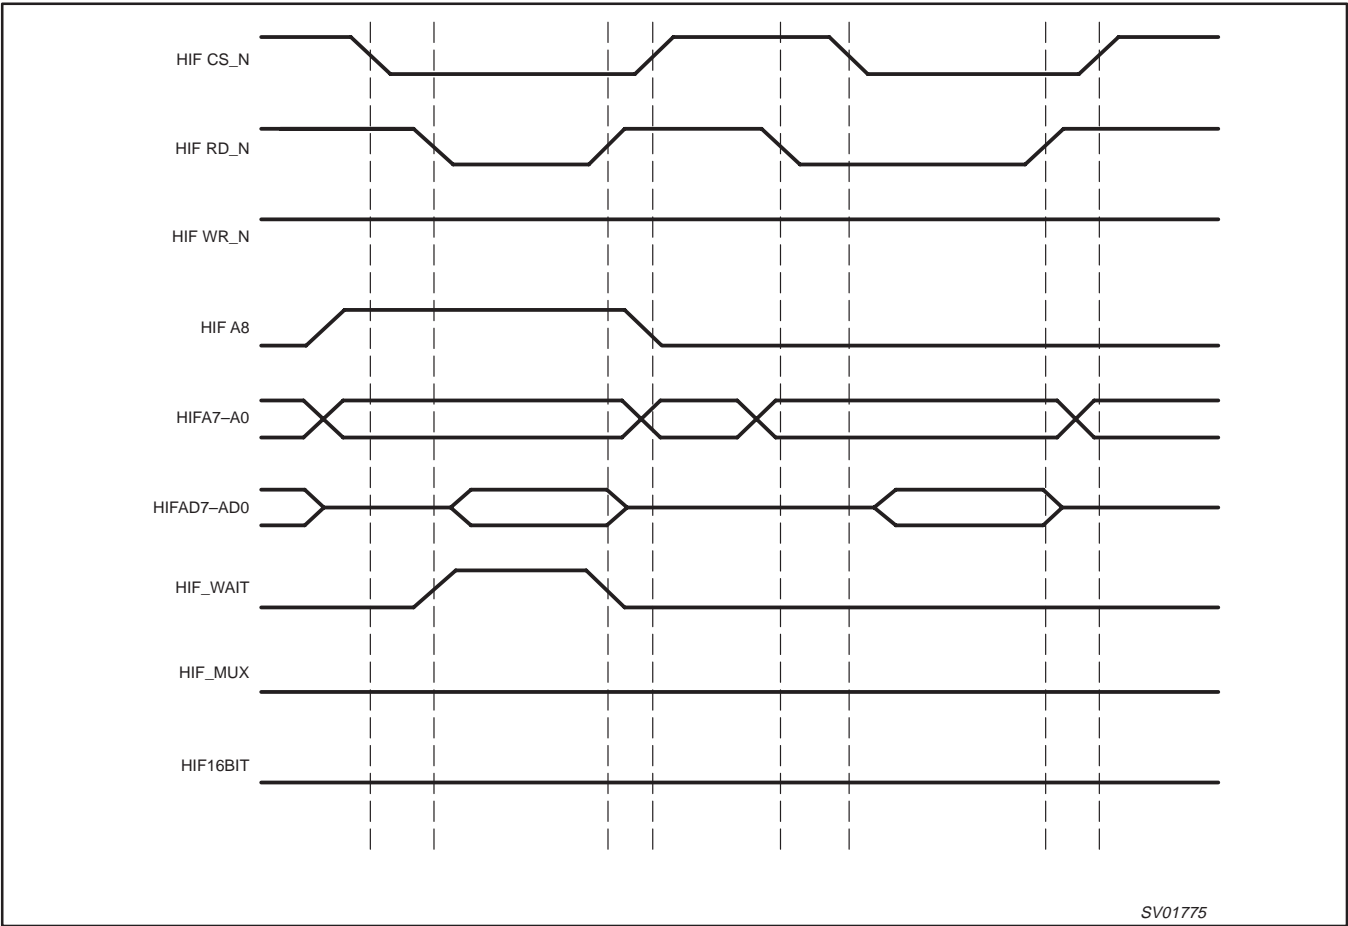 HIF CS_N
HIF RD_N
HIF WR_N
HIF A8
HIFA7–A0
HIFAD7–AD0
HIF_WAIT
HIF_MUX
HIF16BIT
SV01775